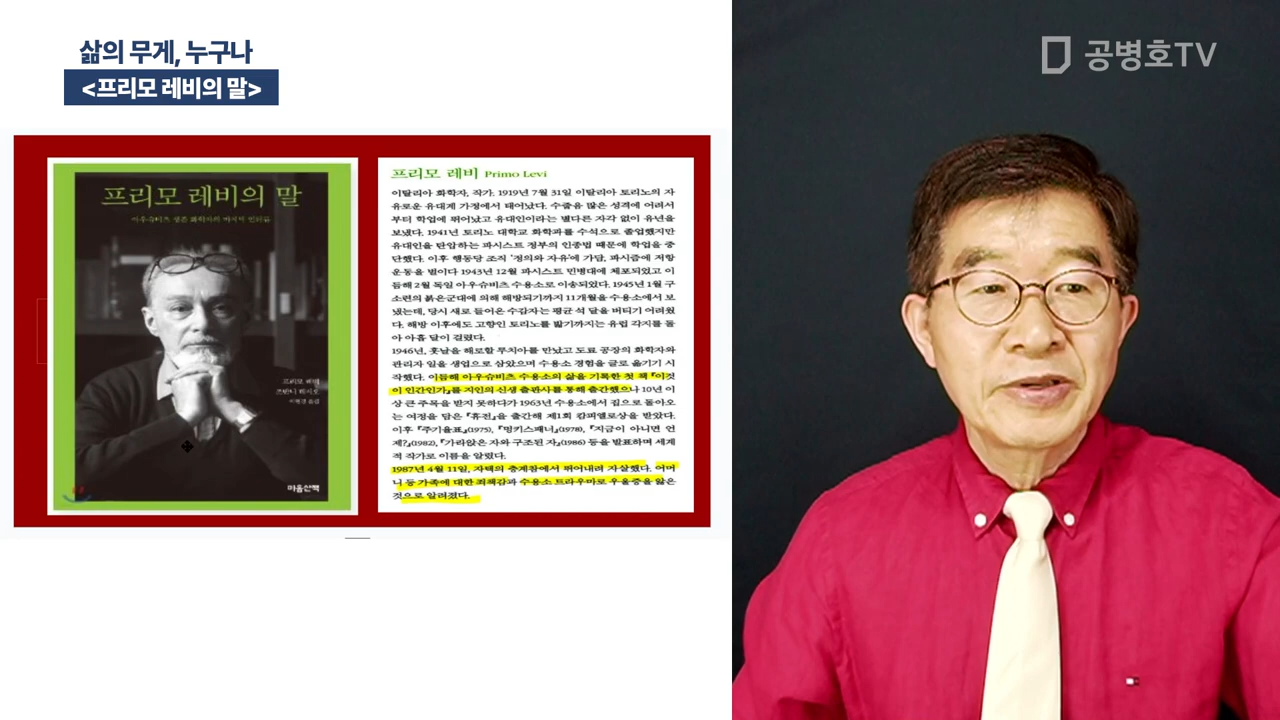 삶의 무게, 누구나
<프리모 레비의 말>
공병호TV
프리모 레비의 말
아우슈비츠 생존 화학자의 마지막 인터뷰
프리모 레비
조반니 테시오
이현경 옮김
마음산책
프리모 레비 Primo Levi
이탈리아 화학자, 작가. 1919년 7월 31일 이탈리아 토리노의 자
유로운 유대계 가정에서 태어났다. 수줍음 많은 성격에 어려서
부터 학업에 뛰어났고 유대인이라는 별다른 자각 없이 유년을
보냈다. 1941년 토리노 대학교 화학과를 수석으로 졸업했지만
유대인을 탄압하는 파시스트 정부의 인종법 때문에 학업을 중
단했다. 이후 행동당 조직 '정의와 자유'에 가담, 파시즘에 저항
운동을 벌이다 1943년 12월 파시스트 민병대에 체포되었고 이
듬해 2월 독일 아우슈비츠 수용소로 이송되었다. 1945년 1월 구
소련의 붉은군대에 의해 해방되기까지 11개월을 수용소에서 보
냈는데, 당시 새로 들어온 수감자는 평균 석 달을 버티기 어려웠
다. 해방 이후에도 고향인 토리노를 밟기까지는 유럽 각지를 돌
아 아홉 달이 걸렸다.
1946년, 훗날을 해로할 루치아를 만났고 도료 공장의 화학자와
관리자 일을 생업으로 삼았으며 수용소 경험을 글로 옮기기 시
작했다. 이듬해 아우슈비츠 수용소의 삶을 기록한 첫 책 『이것
이 인간인가』를 지인의 신생 출판사를 통해 출간했으나 10년 이
상 큰 주목을 받지 못하다가 1963년 수용소에서 집으로 돌아오
는 여정을 담은 『휴전』을 출간해 제1회 캄피엘로상을 받았다.
이후 『주기율표』(1975), 『멍키스패너』(1978), 『지금이 아니면 언
제?』(1982), 『가라앉은 자와 구조된 자』(1986) 등을 발표하며 세계
적 작가로 이름을 알렸다.
1987년 4월 11일, 자택의 층계참에서 뛰어내려 자살했다. 어머
니 등 가족에 대한 죄책감과 수용소 트라우마로 우울증을 앓은
것으로 알려졌다.